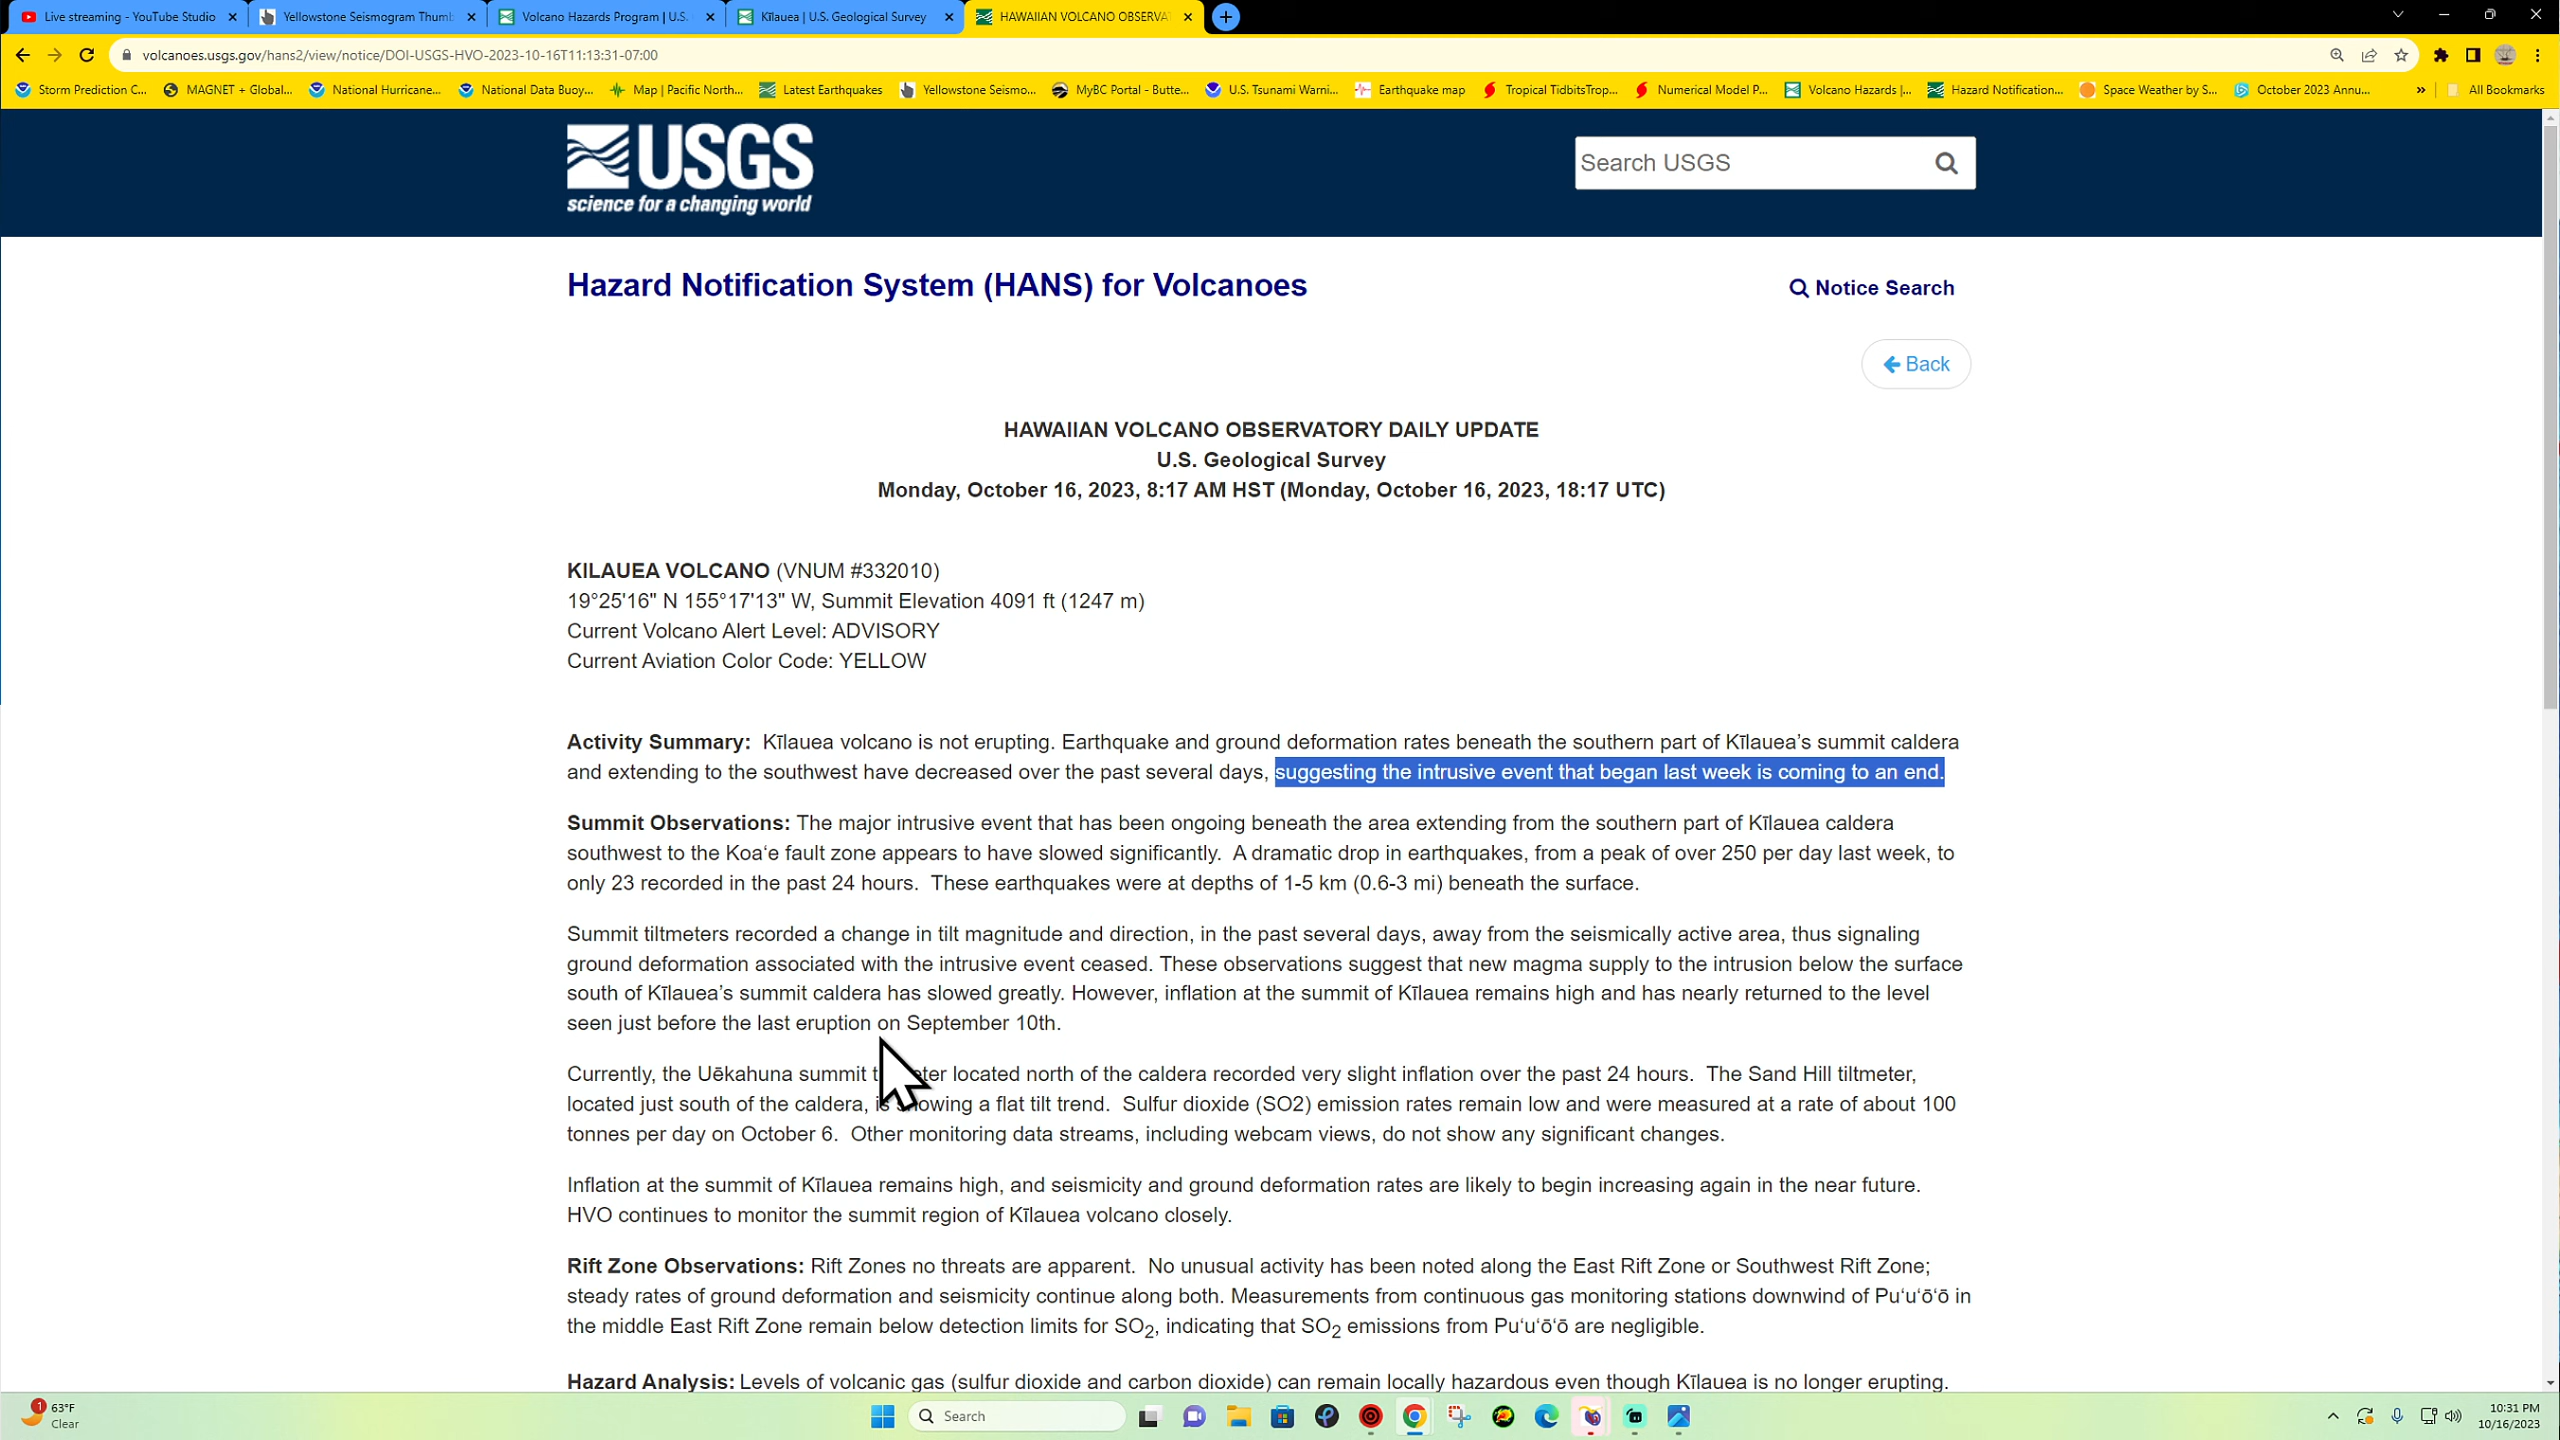 Live streaming - YouTube Studio
Yellowstone Seismogram Thumb
Volcano Hazards Program | U.S.
Kīlauea | U.S. Geological Survey
HAWAIIAN VOLCANO OBSERVAT
volcanoes.usgs.gov/hans2/view/notice/DOI-USGS-HVO-2023-10-16T11:13:31-07:00
Storm Prediction C...
MAGNET + Global...
National Hurricane...
National Data Buoy...
Map | Pacific North...
Latest Earthquakes
Yellowstone Seismo...
MyBC Portal - Butte...
U.S. Tsunami Warni...
Earthquake map
Tropical TidbitsTrop...
Numerical Model P...
Volcano Hazards |...
Hazard Notification...
Space Weather by S...
October 2023 Annu...
»
All Bookmarks
USGS
science for a changing world
Search USGS
Hazard Notification System (HANS) for Volcanoes
Notice Search
Back
HAWAIIAN VOLCANO OBSERVATORY DAILY UPDATE
U.S. Geological Survey
Monday, October 16, 2023, 8:17 AM HST (Monday, October 16, 2023, 18:17 UTC)
KILAUEA VOLCANO (VNUM #332010)
19°25'16" N 155°17'13" W, Summit Elevation 4091 ft (1247 m)
Current Volcano Alert Level: ADVISORY
Current Aviation Color Code: YELLOW
Activity Summary: Kīlauea volcano is not erupting. Earthquake and ground deformation rates beneath the southern part of Kīlauea's summit caldera
and extending to the southwest have decreased over the past several days, suggesting the intrusive event that began last week is coming to an end.
Summit Observations: The major intrusive event that has been ongoing beneath the area extending from the southern part of Kīlauea caldera
southwest to the Koaʻe fault zone appears to have slowed significantly. A dramatic drop in earthquakes, from a peak of over 250 per day last week, to
only 23 recorded in the past 24 hours. These earthquakes were at depths of 1-5 km (0.6-3 mi) beneath the surface.
Summit tiltmeters recorded a change in tilt magnitude and direction, in the past several days, away from the seismically active area, thus signaling
ground deformation associated with the intrusive event ceased. These observations suggest that new magma supply to the intrusion below the surface
south of Kīlauea's summit caldera has slowed greatly. However, inflation at the summit of Kīlauea remains high and has nearly returned to the level
seen just before the last eruption on September 10th.
Currently, the Uēkahuna summit t eter located north of the caldera recorded very slight inflation over the past 24 hours. The Sand Hill tiltmeter,
located just south of the caldera, is showing a flat tilt trend. Sulfur dioxide (SO2) emission rates remain low and were measured at a rate of about 100
tonnes per day on October 6. Other monitoring data streams, including webcam views, do not show any significant changes.
Inflation at the summit of Kīlauea remains high, and seismicity and ground deformation rates are likely to begin increasing again in the near future.
HVO continues to monitor the summit region of Kīlauea volcano closely.
Rift Zone Observations: Rift Zones no threats are apparent. No unusual activity has been noted along the East Rift Zone or Southwest Rift Zone;
steady rates of ground deformation and seismicity continue along both. Measurements from continuous gas monitoring stations downwind of Puʻuʻōʻō in
the middle East Rift Zone remain below detection limits for SO2, indicating that SO2 emissions from Puʻuʻōʻō are negligible.
Hazard Analysis: Levels of volcanic gas (sulfur dioxide and carbon dioxide) can remain locally hazardous even though Kīlauea is no longer erupting.
1
63°F
Clear
Search
10:31 PM
10/16/2023